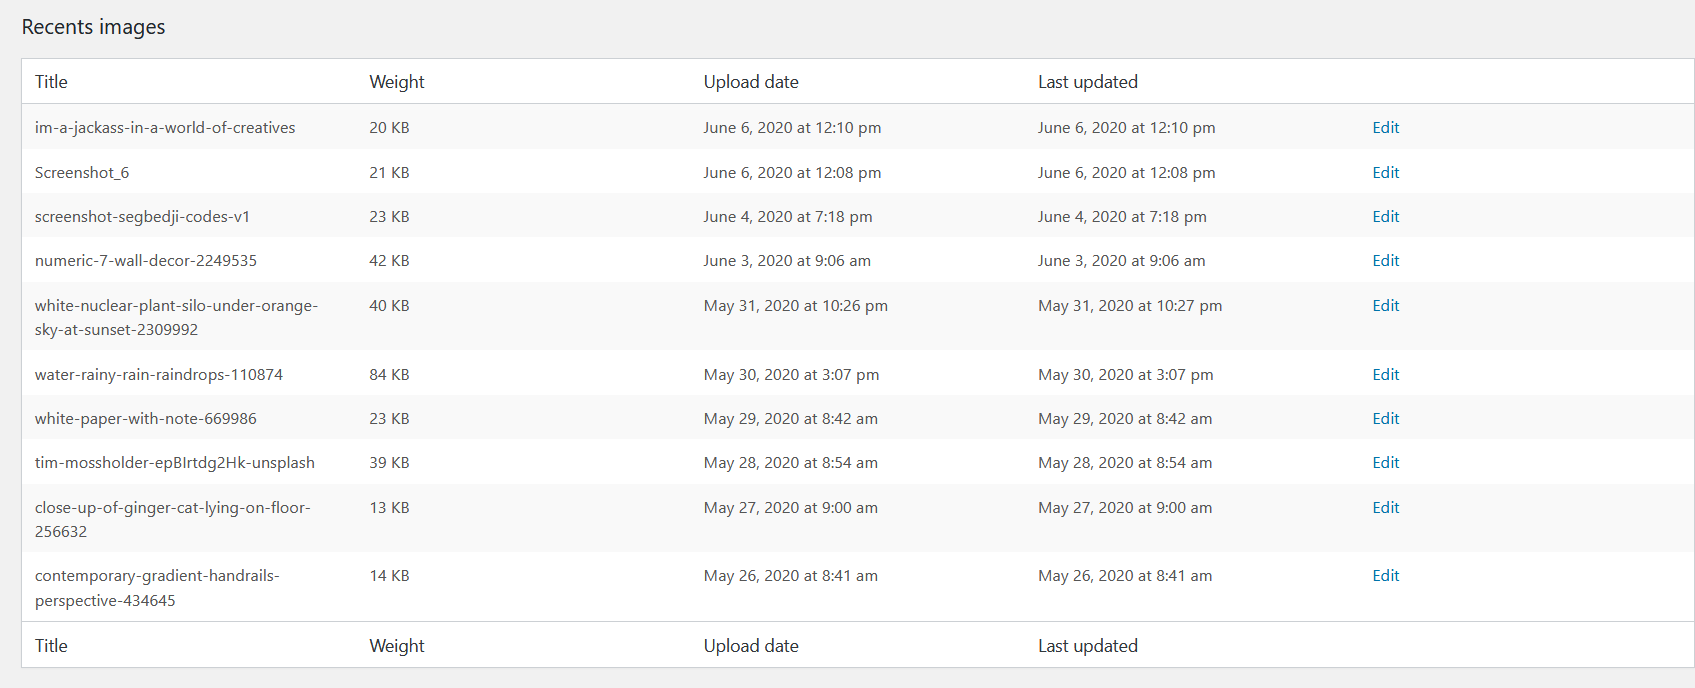 Recents images
Title Weight Upload date Last updated
im-a-jackass-in-a-world-of-creatives 20 KB June 6, 2020 at 12:10 pm June 6, 2020 at 12:10 pm Edit
Screenshot_6 21 KB June 6, 2020 at 12:08 pm June 6, 2020 at 12:08 pm Edit
screenshot-segbedji-codes-v1 23 KB June 4, 2020 at 7:18 pm June 4, 2020 at 7:18 pm Edit
numeric-7-wall-decor-2249535 42 KB June 3, 2020 at 9:06 am June 3, 2020 at 9:06 am Edit
white-nuclear-plant-silo-under-orange- 40 KB May 31, 2020 at 10:26 pm May 31, 2020 at 10:27 pm Edit
sky-at-sunset-2309992
water-rainy-rain-raindrops-110874 84 KB May 30, 2020 at 3:07 pm May 30, 2020 at 3:07 pm Edit
white-paper-with-note-669986 23 KB May 29, 2020 at 8:42 am May 29, 2020 at 8:42 am Edit
tim-mossholder-epBIrtdg2Hk-unsplash 39 KB May 28, 2020 at 8:54 am May 28, 2020 at 8:54 am Edit
close-up-of-ginger-cat-lying-on-floor- 13 KB May 27, 2020 at 9:00 am May 27, 2020 at 9:00 am Edit
256632
contemporary-gradient-handrails- 14 KB May 26, 2020 at 8:41 am May 26, 2020 at 8:41 am Edit
perspective-434645
Title Weight Upload date Last updated